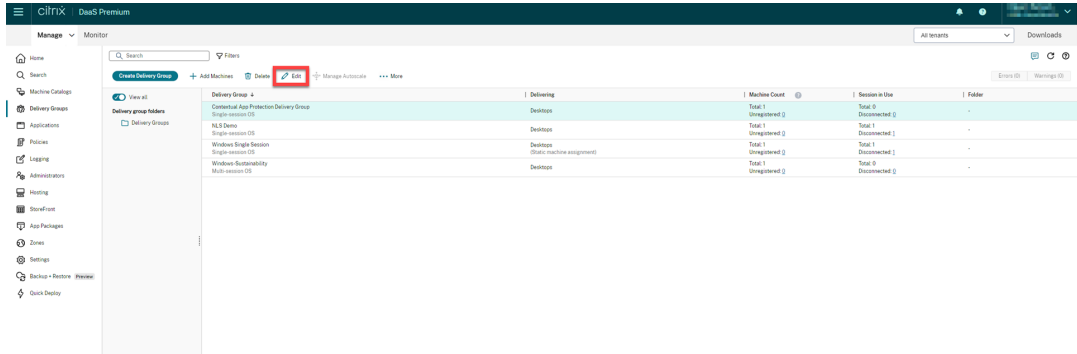 citrix | DaaS Premium
Manage Monitor All tenants Downloads
Home
Search
Machine Catalogs
Delivery Groups
Applications
Policies
Logging
Administrators
Hosting
StoreFront
App Packages
Zones
Settings
Backup + Restore Preview
Quick Deploy
Search Filters
Create Delivery Group Add Machines Delete Edit Manage Autoscale ••• More Errors (0) Warnings (0)
View all
Delivery group folders
Delivery Groups
Delivery Group ↓ Delivering Machine Count Session in Use Folder
Contextual App Protection Delivery Group Desktops Total: 1 Total: 0 -
Single-session OS Unregistered: 0 Disconnected: 0
NLS Demo Desktops Total: 1 Total: 1 -
Single-session OS Unregistered: 0 Disconnected: 1
Windows Single Session Desktops Total: 1 Total: 1 -
Single-session OS (Static machine assignment) Unregistered: 0 Disconnected: 1
Windows-Sustainability Desktops Total: 1 Total: 0 -
Multi-session OS Unregistered: 0 Disconnected: 0